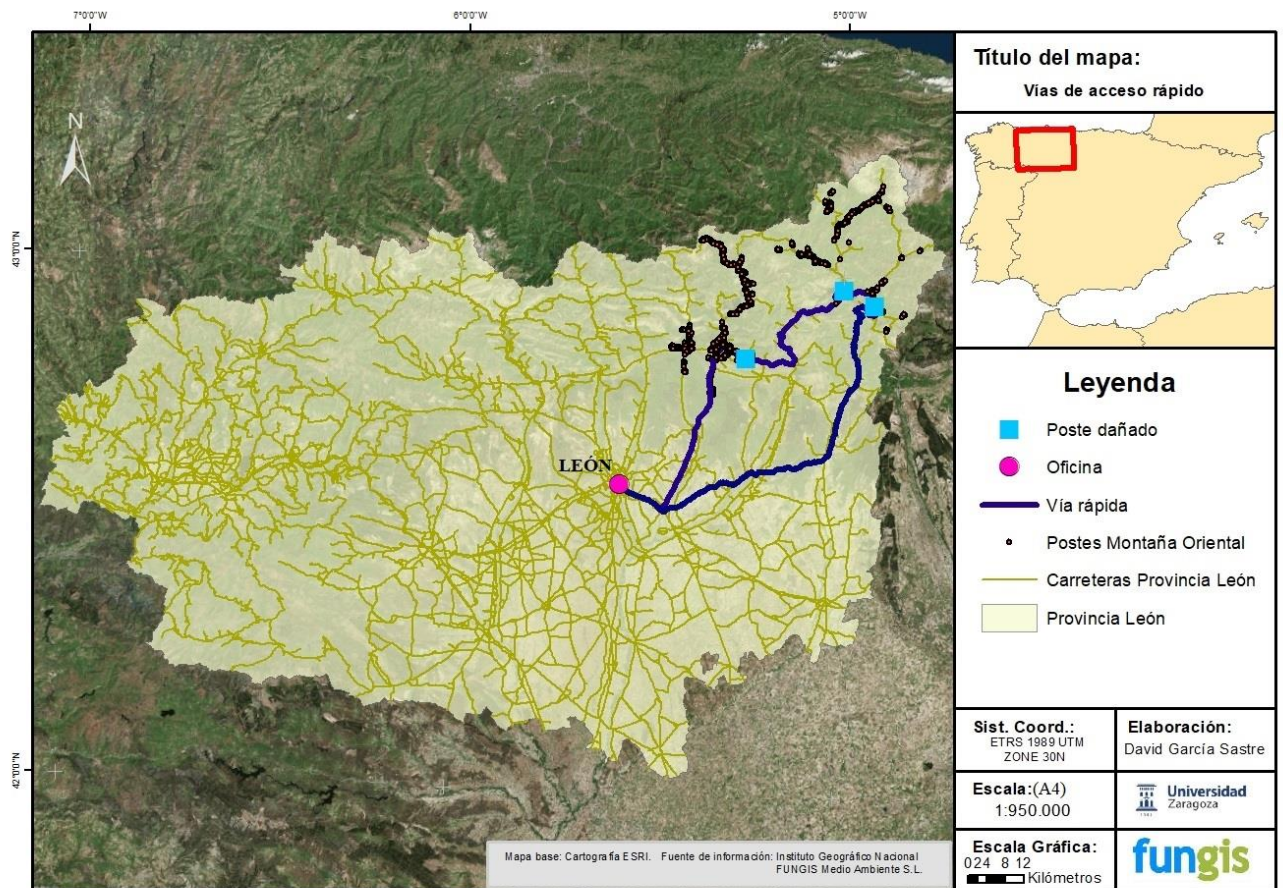 7°0'0"W
6°0'0"W
5°0'0"W
43°0'0"N
42°0'0"N
N
LEÓN
Mapa base: Cartografía ESRI. Fuente de información: Instituto Geográfico Nacional
FUNGIS Medio Ambiente S.L.
Título del mapa:
Vías de acceso rápido
Leyenda
Poste dañado
Oficina
Vía rápida
Postes Montaña Oriental
Carreteras Provincia León
Provincia León
Sist. Coord.:
ETRS 1989 UTM
ZONE 30N
Elaboración:
David García Sastre
Escala:(A4)
1:950.000
Universidad
Zaragoza
1542
Escala Gráfica:
0 2 4 8 12
Kilómetros
fungis